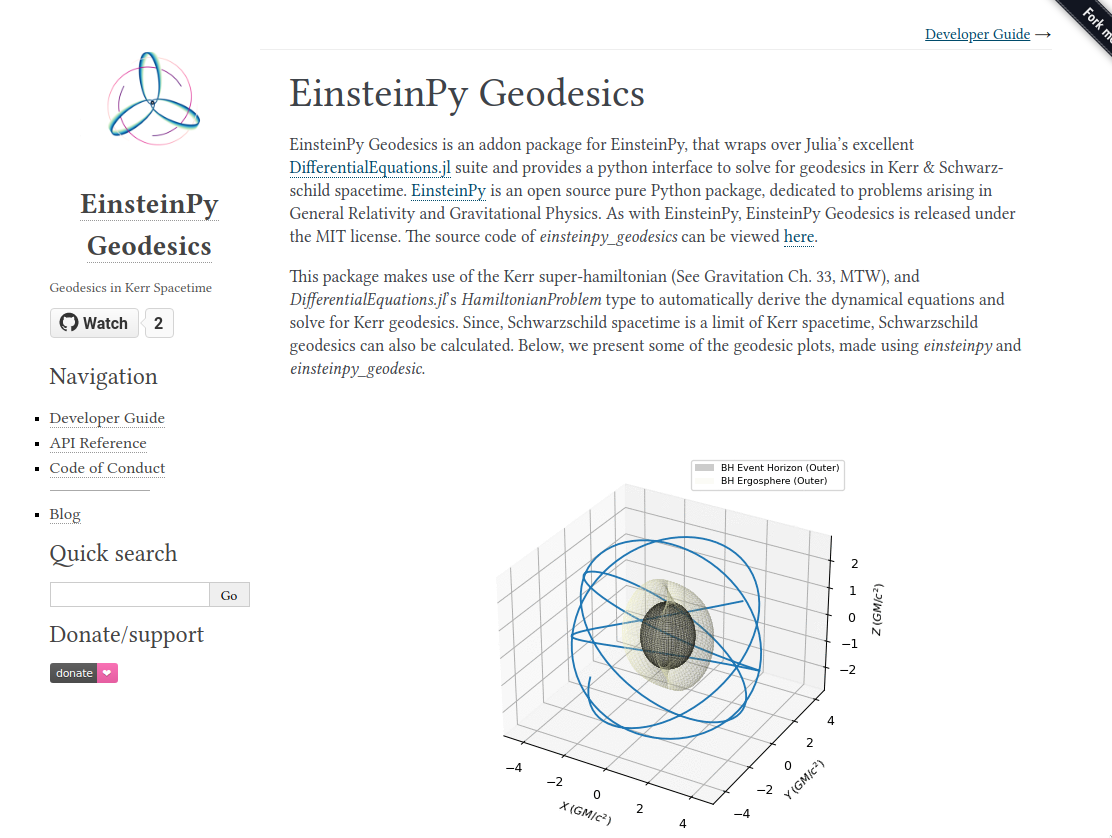 Developer Guide →
Fork me
EinsteinPy
Geodesics
Geodesics in Kerr Spacetime
Watch 2
Navigation
Developer Guide
API Reference
Code of Conduct
Blog
Quick search
Go
Donate/support
donate ❤
EinsteinPy Geodesics
EinsteinPy Geodesics is an addon package for EinsteinPy, that wraps over Julia’s excellent
DifferentialEquations.jl suite and provides a python interface to solve for geodesics in Kerr & Schwarz-
schild spacetime. EinsteinPy is an open source pure Python package, dedicated to problems arising in
General Relativity and Gravitational Physics. As with EinsteinPy, EinsteinPy Geodesics is released under
the MIT license. The source code of einsteinpy_geodesics can be viewed here.
This package makes use of the Kerr super-hamiltonian (See Gravitation Ch. 33, MTW), and
DifferentialEquations.jl’s HamiltonianProblem type to automatically derive the dynamical equations and
solve for Kerr geodesics. Since, Schwarzschild spacetime is a limit of Kerr spacetime, Schwarzschild
geodesics can also be calculated. Below, we present some of the geodesic plots, made using einsteinpy and
einsteinpy_geodesic.
BH Event Horizon (Outer)
BH Ergosphere (Outer)
2
1
0
−1
−2
Z (GM/c²)
4
2
0
−2
−4
Y (GM/c²)
−4
−2
0
2
4
X (GM/c²)